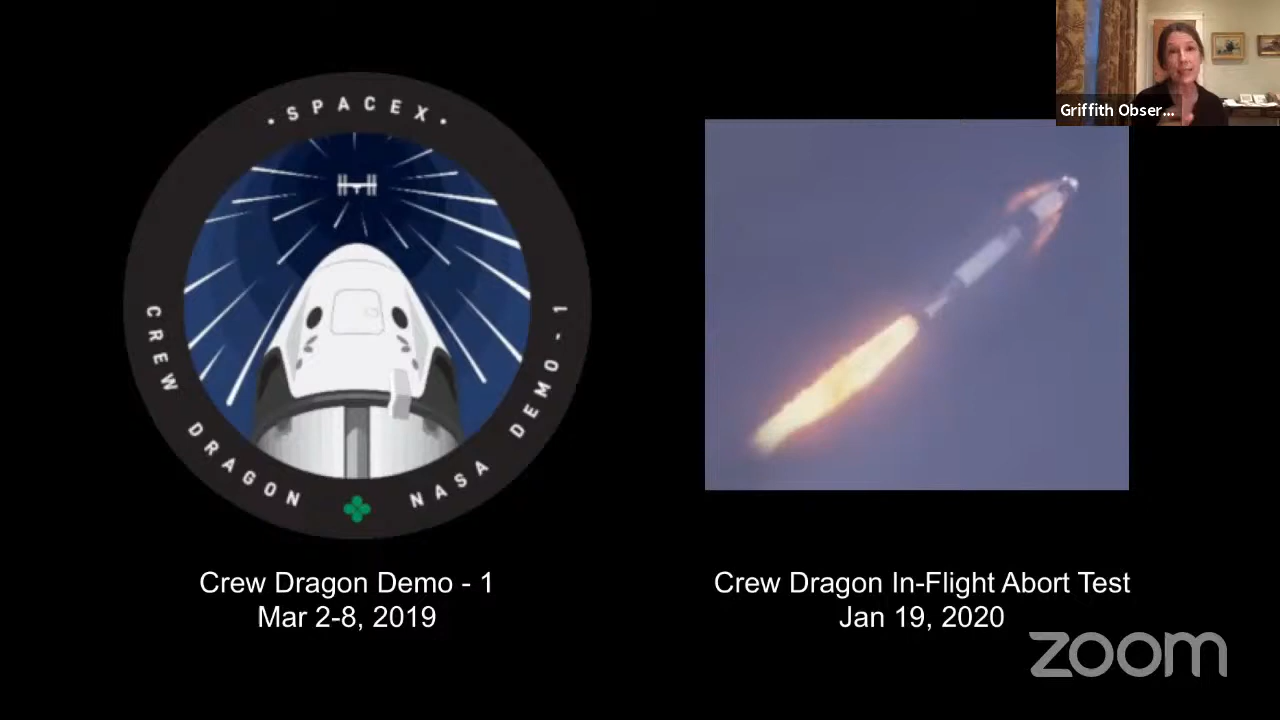 • SPACEX •
CREW DRAGON
NASA DEMO - 1
Griffith Obser...
Crew Dragon Demo - 1
Mar 2-8, 2019
Crew Dragon In-Flight Abort Test
Jan 19, 2020
zoom